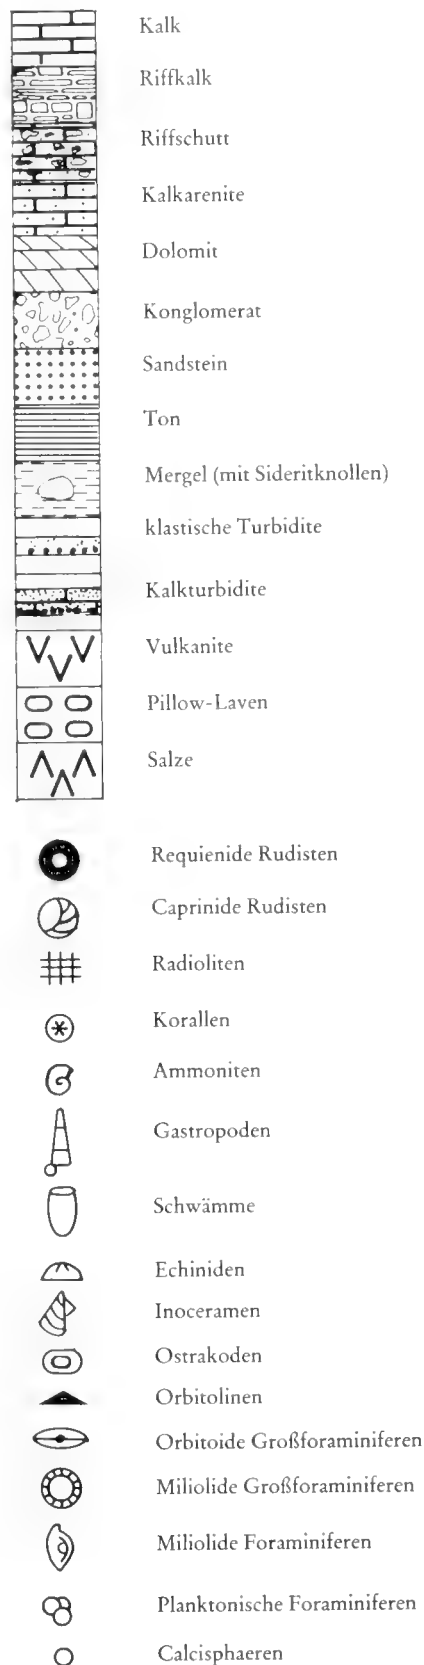 Kalk
Riffkalk
Riffschutt
Kalkarenite
Dolomit
Konglomerat
Sandstein
Ton
Mergel (mit Sideritknollen)
klastische Turbidite
Kalkturbidite
Vulkanite
Pillow-Laven
Salze
Requienide Rudisten
Caprinide Rudisten
Radioliten
Korallen
Ammoniten
Gastropoden
Schwämme
Echiniden
Inoceramen
Ostrakoden
Orbitolinen
Orbitoide Großforaminiferen
Miliolide Großforaminiferen
Miliolide Foraminiferen
Planktonische Foraminiferen
Calcisphaeren